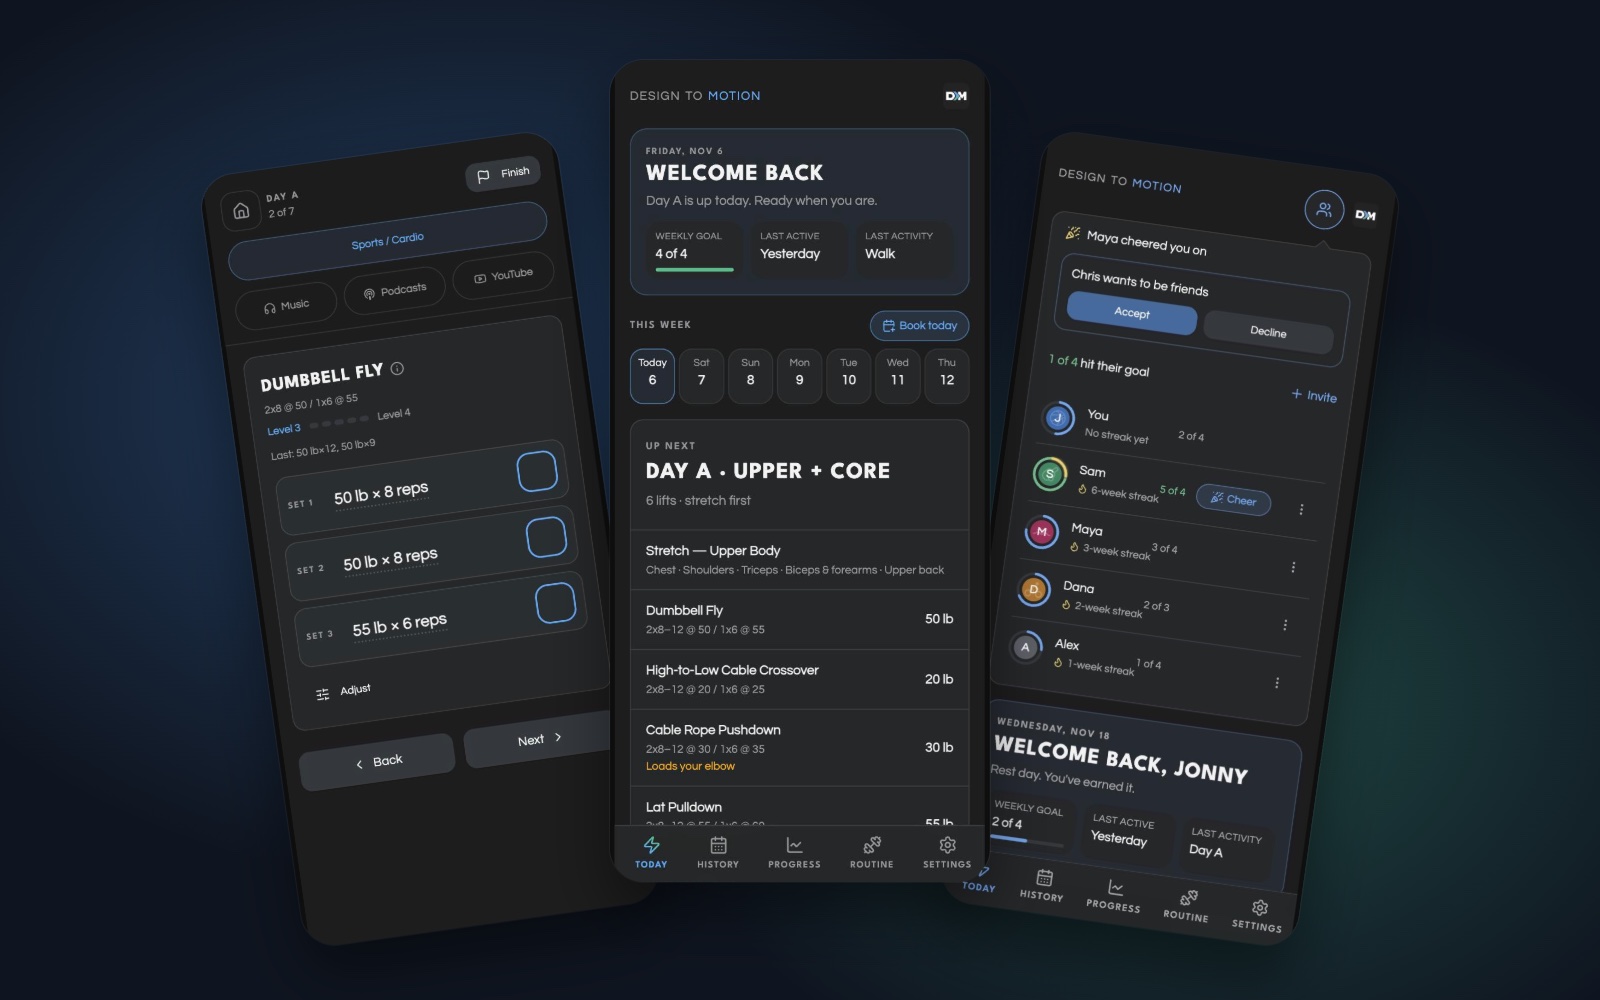 DAY A
2 of 7
Finish
Sports / Cardio
Music
Podcasts
YouTube
DUMBBELL FLY
2x8 @ 50 / 1x6 @ 55
Level 3
Level 4
Last: 50 lb×12, 50 lb×9
SET 1
50 lb × 8 reps
SET 2
50 lb × 8 reps
SET 3
55 lb × 6 reps
Adjust
Back
Next
DESIGN TO MOTION
DM
FRIDAY, NOV 6
WELCOME BACK
Day A is up today. Ready when you are.
WEEKLY GOAL
4 of 4
LAST ACTIVE
Yesterday
LAST ACTIVITY
Walk
THIS WEEK
Book today
Today Sat Sun Mon Tue Wed Thu
6 7 8 9 10 11 12
UP NEXT
DAY A · UPPER + CORE
6 lifts · stretch first
Stretch — Upper Body
Chest · Shoulders · Triceps · Biceps & forearms · Upper back
Dumbbell Fly
2x8–12 @ 50 / 1x6 @ 55
50 lb
High-to-Low Cable Crossover
2x8–12 @ 20 / 1x6 @ 25
20 lb
Cable Rope Pushdown
2x8–12 @ 30 / 1x6 @ 35
30 lb
Loads your elbow
Lat Pulldown
2x8–12 @ 55 / 1x6 @ 60
55 lb
TODAY
HISTORY
PROGRESS
ROUTINE
SETTINGS
DESIGN TO MOTION
DM
Maya cheered you on
Chris wants to be friends
Accept
Decline
1 of 4 hit their goal
Invite
J
You
No streak yet
2 of 4
S
Sam
6-week streak
5 of 4
Cheer
M
Maya
3-week streak
3 of 4
D
Dana
2-week streak
2 of 3
A
Alex
1-week streak
1 of 4
WEDNESDAY, NOV 18
WELCOME BACK, JONNY
Rest day. You've earned it.
WEEKLY GOAL
2 of 4
LAST ACTIVE
Yesterday
LAST ACTIVITY
Day A
TODAY
HISTORY
PROGRESS
ROUTINE
SETTINGS